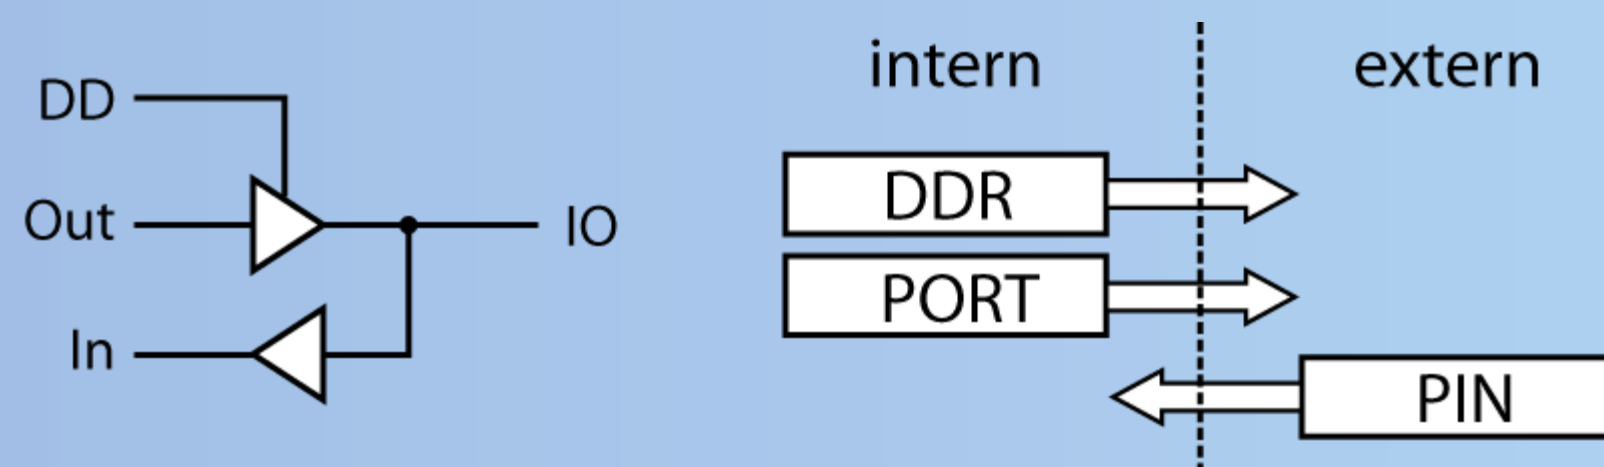 DD
Out
IO
In
intern
extern
DDR
PORT
PIN